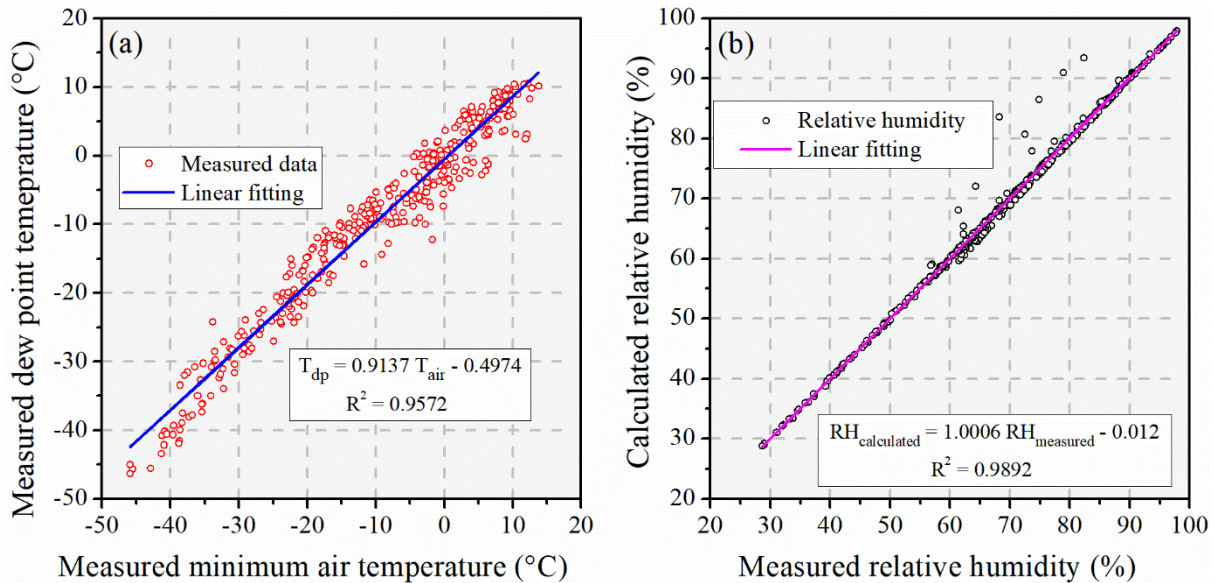 (a)
Measured dew point temeprature (°C)
20
10
0
-10
-20
-30
-40
-50
Measured data
Linear fitting
T_dp = 0.9137 T_air - 0.4974
R² = 0.9572
-50 -40 -30 -20 -10 0 10 20
Measured minimum air temperature (°C)
(b)
Calculated relative humidity (%)
100
90
80
70
60
50
40
30
20
Relative humidity
Linear fitting
RH_calculated = 1.0006 RH_measured - 0.012
R² = 0.9892
20 30 40 50 60 70 80 90 100
Measured relative humidity (%)